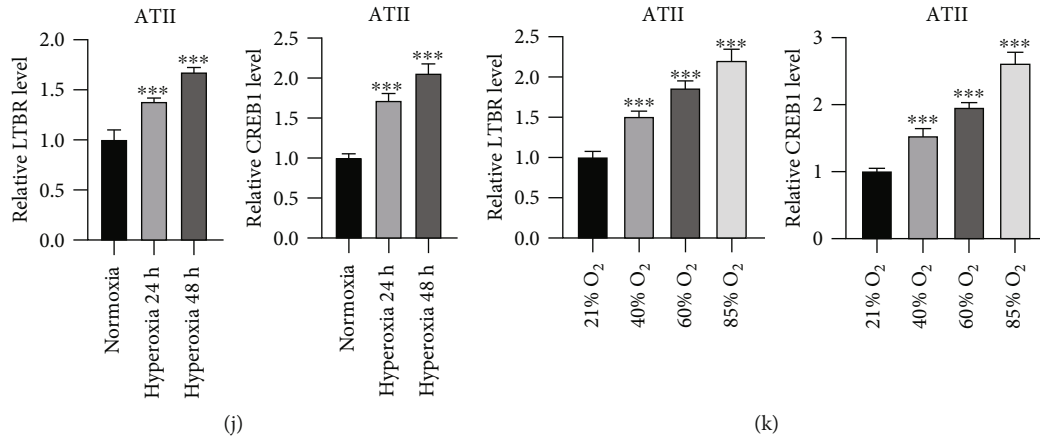 ATII
Relative LTBR level
2.0
1.5
1.0
0.5
0.0
***
***
Normoxia
Hyperoxia 24 h
Hyperoxia 48 h
ATII
Relative CREB1 level
2.5
2.0
1.5
1.0
0.5
0.0
***
***
Normoxia
Hyperoxia 24 h
Hyperoxia 48 h
(j)
ATII
Relative LTBR level
2.5
2.0
1.5
1.0
0.5
0.0
***
***
***
21% O₂
40% O₂
60% O₂
85% O₂
ATII
Relative CREB1 level
3
2
1
0
***
***
***
21% O₂
40% O₂
60% O₂
85% O₂
(k)